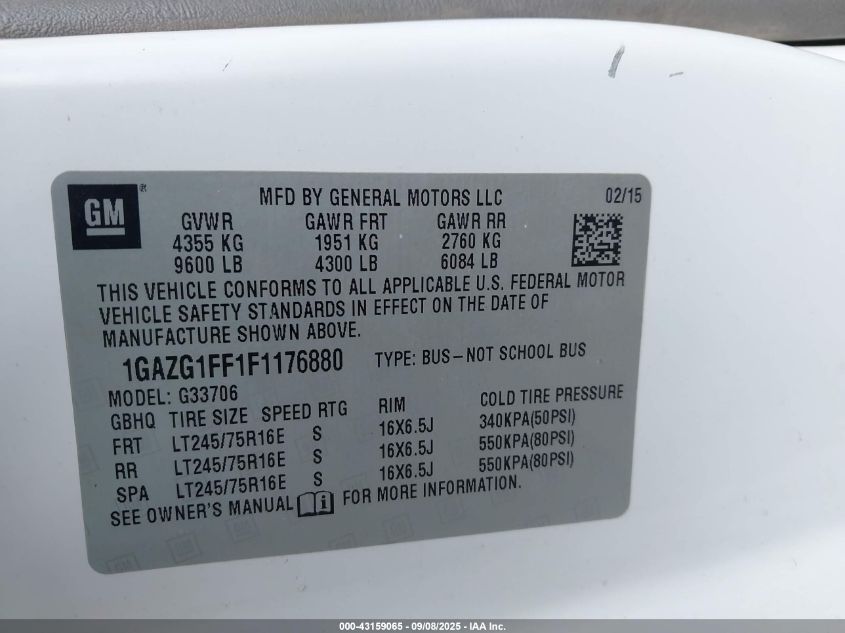 GM ®
MFD BY GENERAL MOTORS LLC 02/15
GVWR GAWR FRT GAWR RR
4355 KG 1951 KG 2760 KG
9600 LB 4300 LB 6084 LB
THIS VEHICLE CONFORMS TO ALL APPLICABLE U.S. FEDERAL MOTOR
VEHICLE SAFETY STANDARDS IN EFFECT ON THE DATE OF
MANUFACTURE SHOWN ABOVE.
1GAZG1FF1F1176880 TYPE: BUS-NOT SCHOOL BUS
MODEL: G33706
GBHQ TIRE SIZE SPEED RTG RIM COLD TIRE PRESSURE
FRT LT245/75R16E S 16X6.5J 340KPA(50PSI)
RR LT245/75R16E S 16X6.5J 550KPA(80PSI)
SPA LT245/75R16E S 16X6.5J 550KPA(80PSI)
SEE OWNER'S MANUAL i FOR MORE INFORMATION.
000-43159065 - 09/08/2025 - IAA Inc.